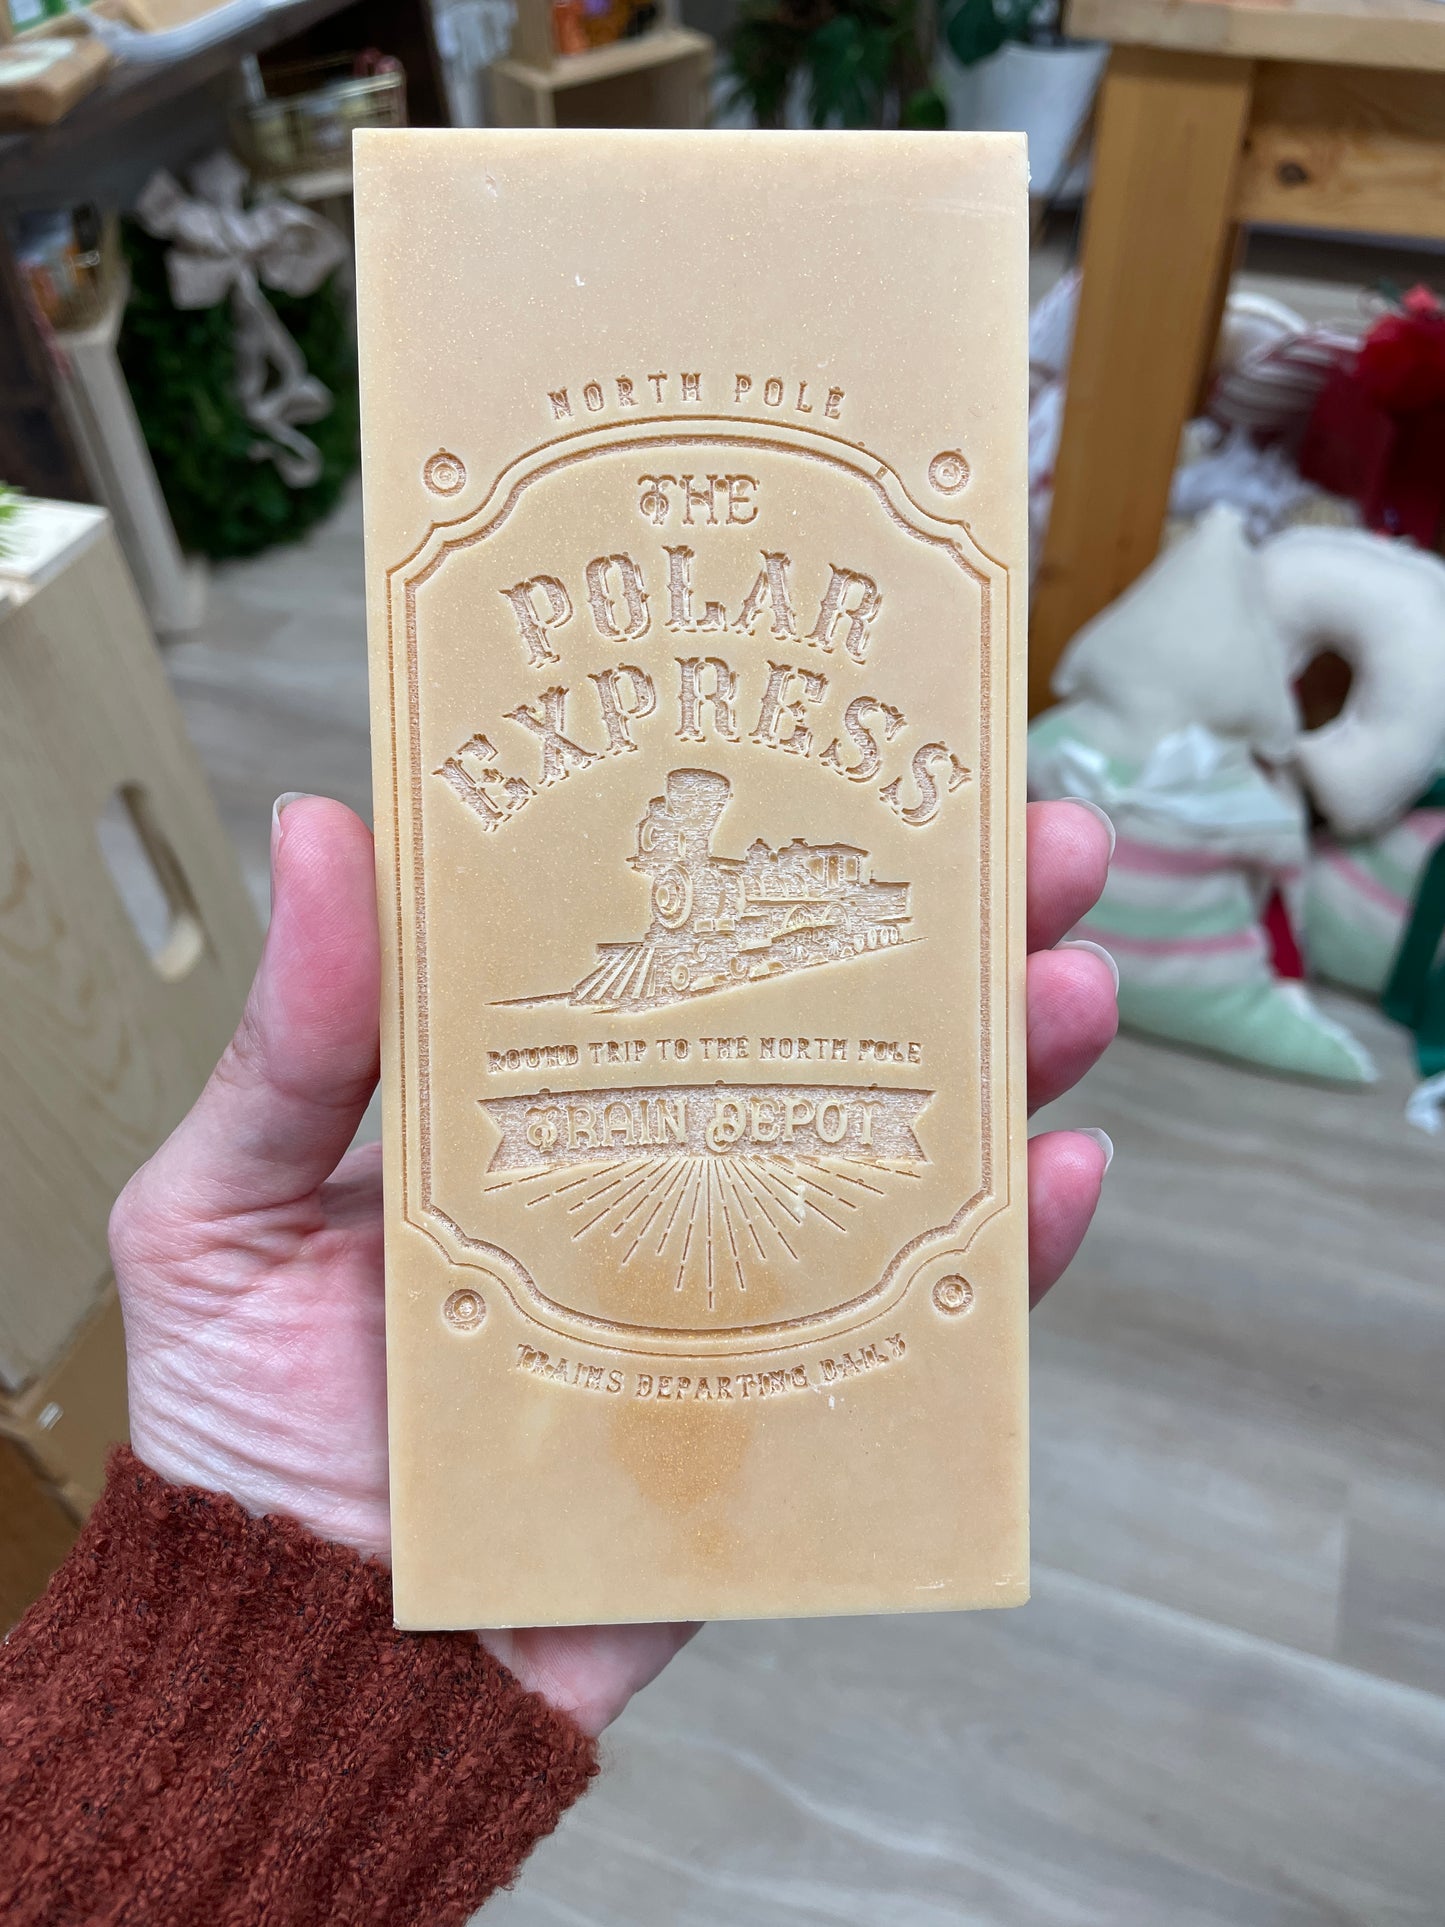 NORTH POLE
THE
POLAR
EXPRESS
ROUND TRIP TO THE NORTH POLE
TRAIN DEPOT
TRAINS DEPARTING DAILY